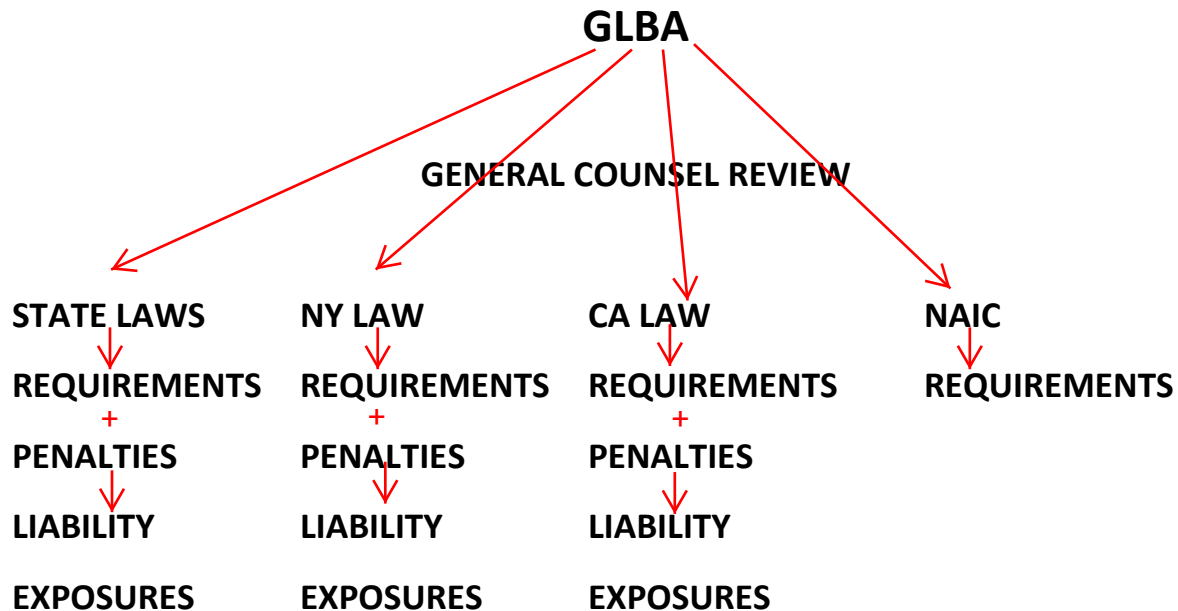 GLBA
GENERAL COUNSEL REVIEW
STATE LAWS NY LAW CA LAW NAIC
REQUIREMENTS REQUIREMENTS REQUIREMENTS REQUIREMENTS
+ + +
PENALTIES PENALTIES PENALTIES
LIABILITY LIABILITY LIABILITY
EXPOSURES EXPOSURES EXPOSURES